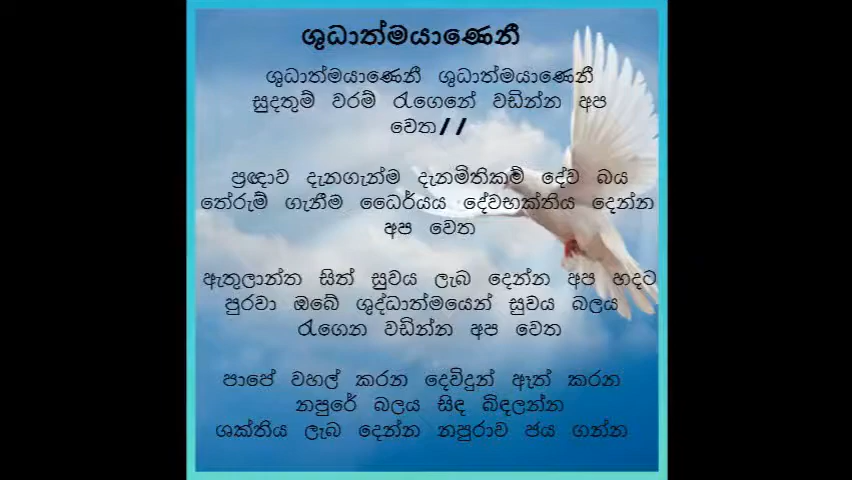 ශුධාත්මයාණෙනී
ශුධාත්මයාණෙනී ශුධාත්මයාණෙනී
සුදතුම් වරම් රැගෙනේ වඩින්න අප
වෙත//
ප්‍රඥාව දැනගැන්ම දැනමිතිකම් දේව බය
තේරුම් ගැනීම ධෛර්යය දේවභක්තිය දෙන්න
අප වෙත
ඇතුලාන්ත සිත් සුවය ලැබ දෙන්න අප හදට
පුරවා ඔබේ ශුද්ධාත්මයෙන් සුවය බලය
රැගෙන වඩින්න අප වෙත
පාපේ වහල් කරන දෙවිදුන් ඈත් කරන
නපුරේ බලය සිඳ බිඳලන්න
ශක්තිය ලැබ දෙන්න නපුරාව ජය ගන්න